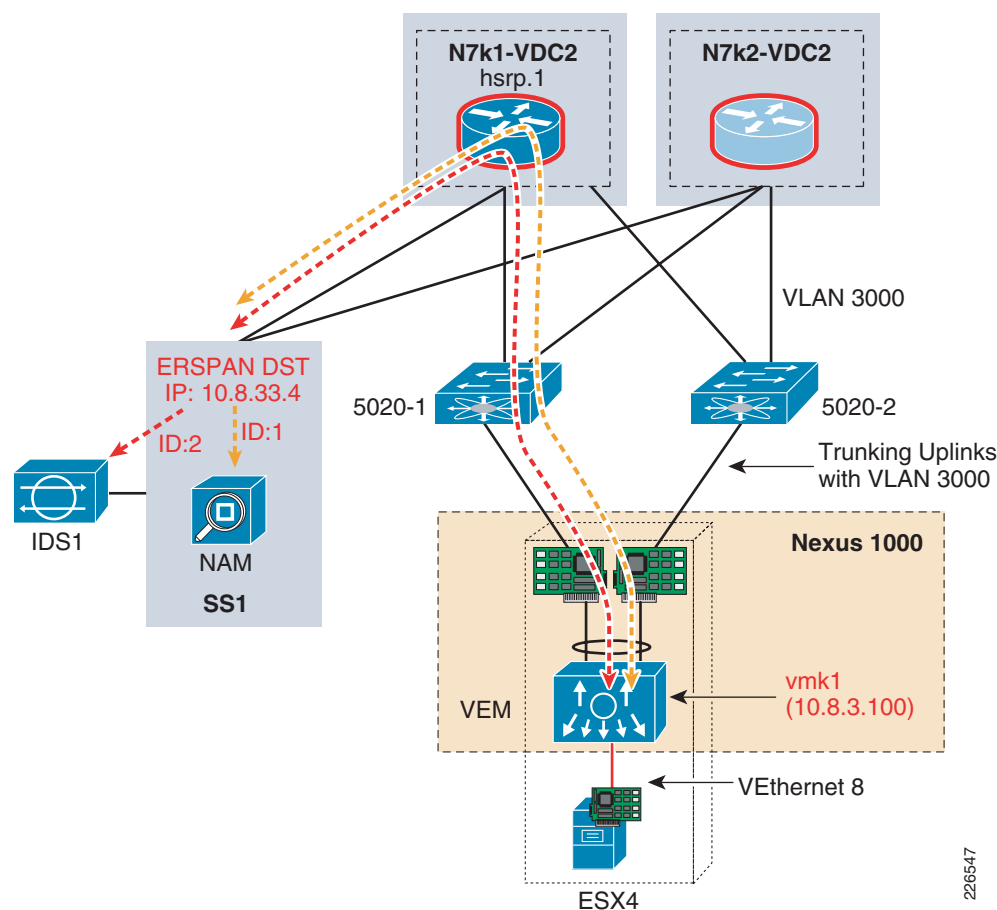 N7k1-VDC2
hsrp.1
N7k2-VDC2
VLAN 3000
ERSPAN DST
IP: 10.8.33.4
ID:2
ID:1
5020-1
5020-2
Trunking Uplinks
with VLAN 3000
IDS1
NAM
SS1
Nexus 1000
VEM
vmk1
(10.8.3.100)
VEthernet 8
ESX4
226547